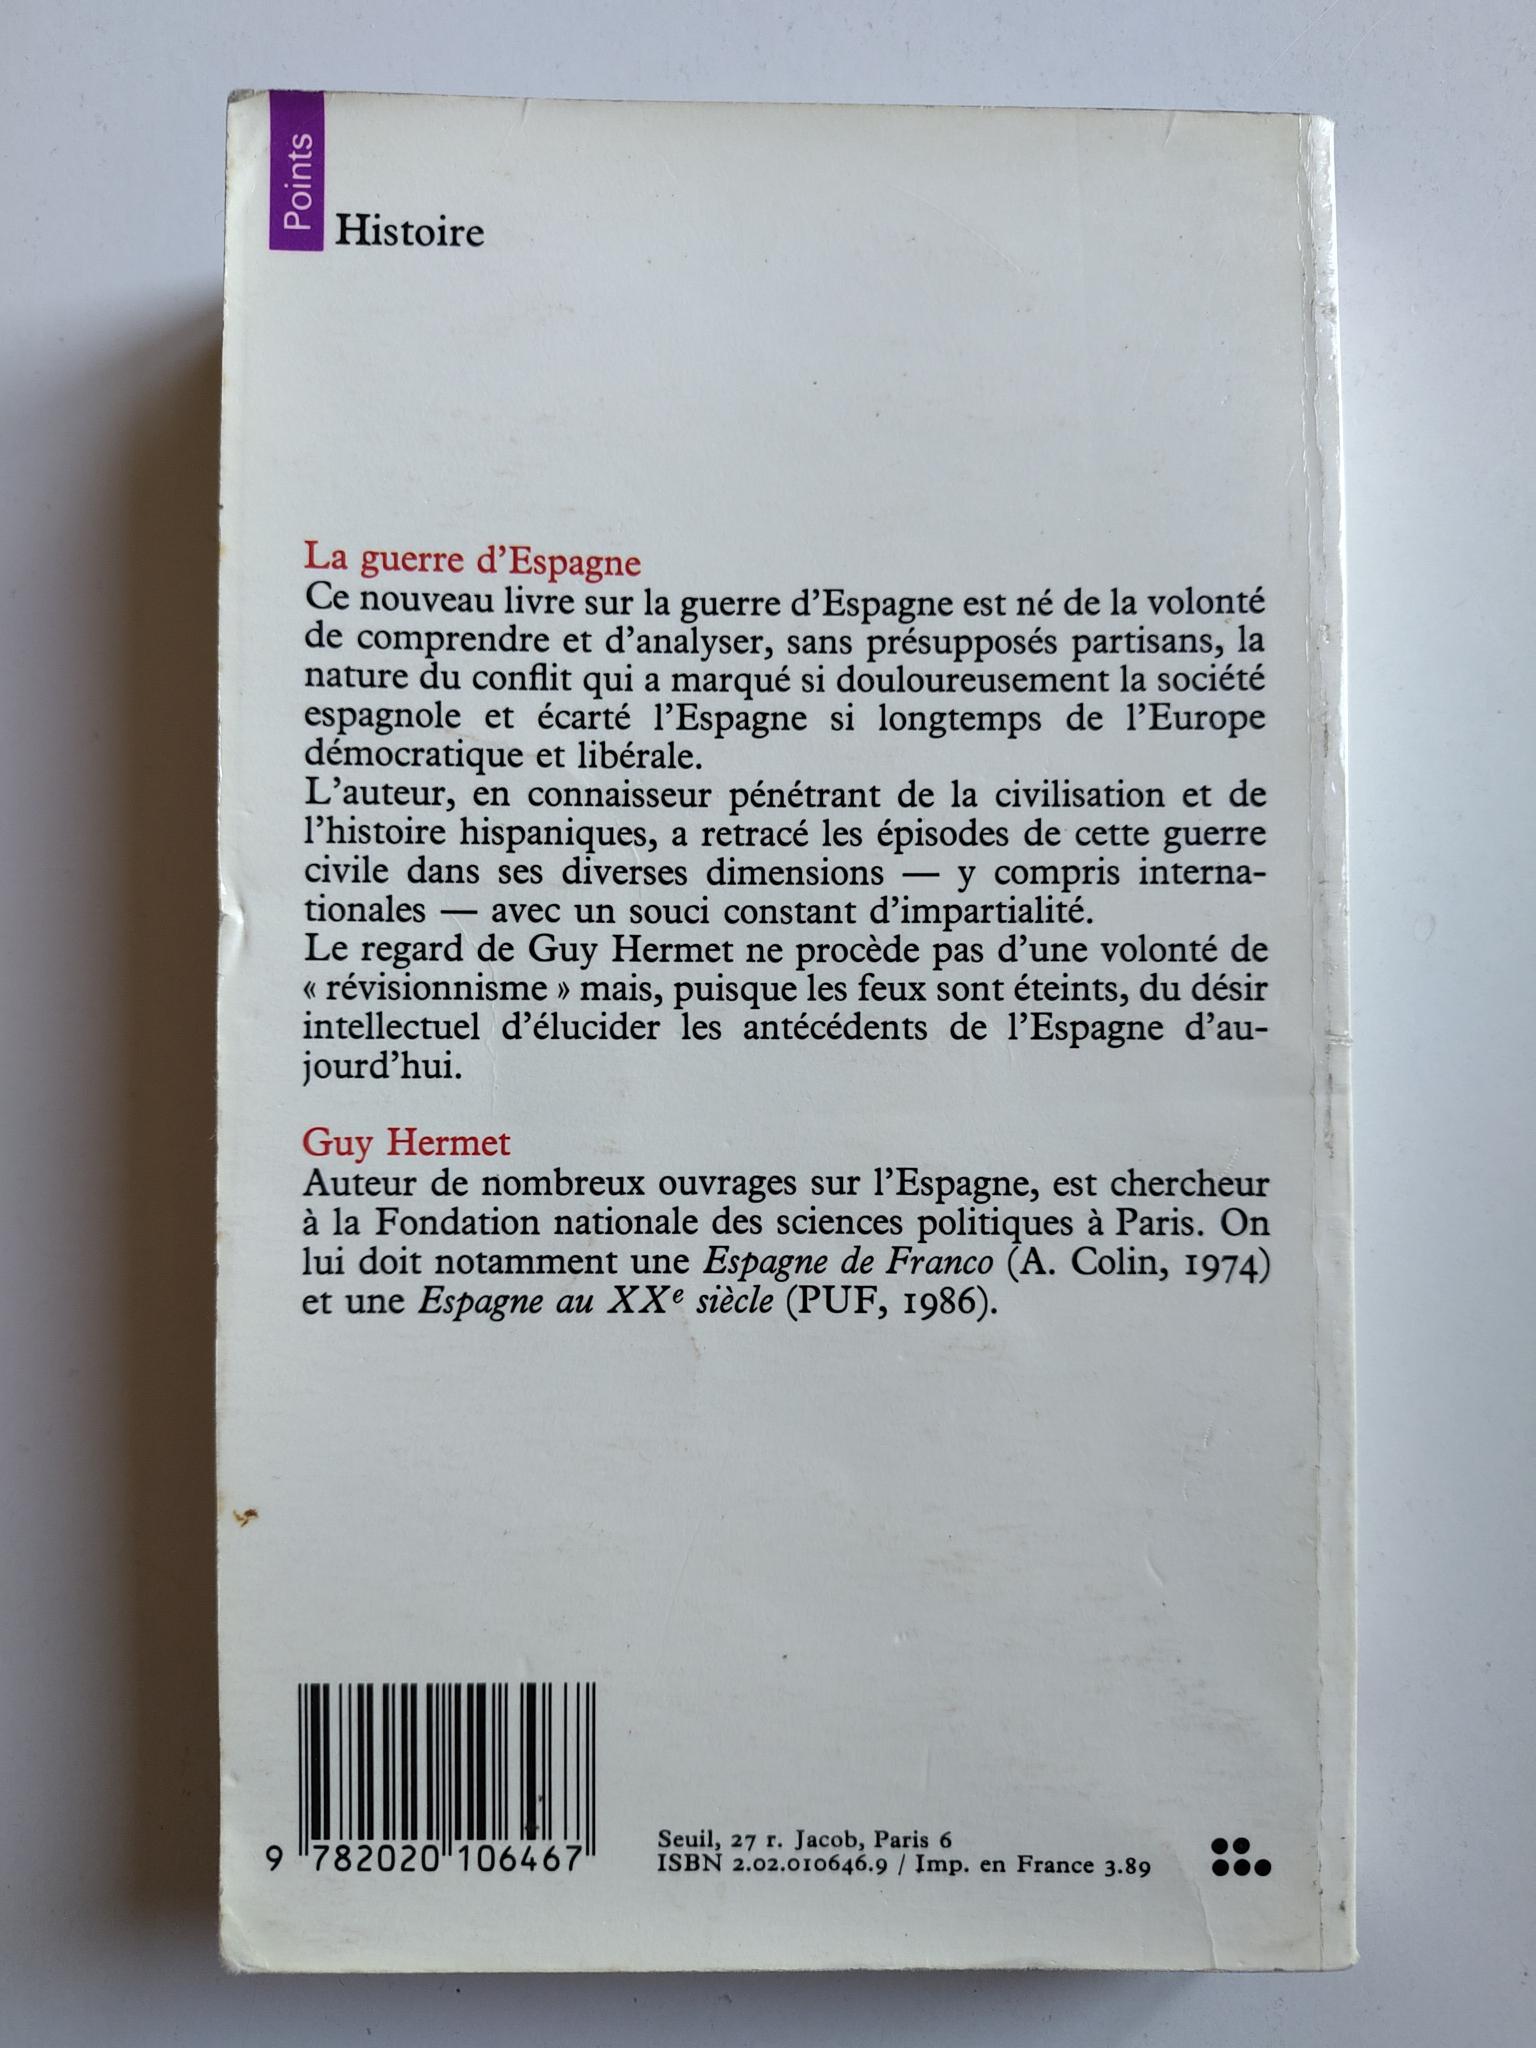 Points
Histoire
La guerre d'Espagne
Ce nouveau livre sur la guerre d'Espagne est né de la volonté
de comprendre et d'analyser, sans présupposés partisans, la
nature du conflit qui a marqué si douloureusement la société
espagnole et écarté l'Espagne si longtemps de l'Europe
démocratique et libérale.
L'auteur, en connaisseur pénétrant de la civilisation et de
l'histoire hispaniques, a retracé les épisodes de cette guerre
civile dans ses diverses dimensions — y compris interna-
tionales — avec un souci constant d'impartialité.
Le regard de Guy Hermet ne procède pas d'une volonté de
« révisionnisme » mais, puisque les feux sont éteints, du désir
intellectuel d'élucider les antécédents de l'Espagne d'au-
jourd'hui.
Guy Hermet
Auteur de nombreux ouvrages sur l'Espagne, est chercheur
à la Fondation nationale des sciences politiques à Paris. On
lui doit notamment une Espagne de Franco (A. Colin, 1974)
et une Espagne au XXe siècle (PUF, 1986).
Seuil, 27 r. Jacob, Paris 6
ISBN 2.02.010646.9 / Imp. en France 3.89
9 782020 106467